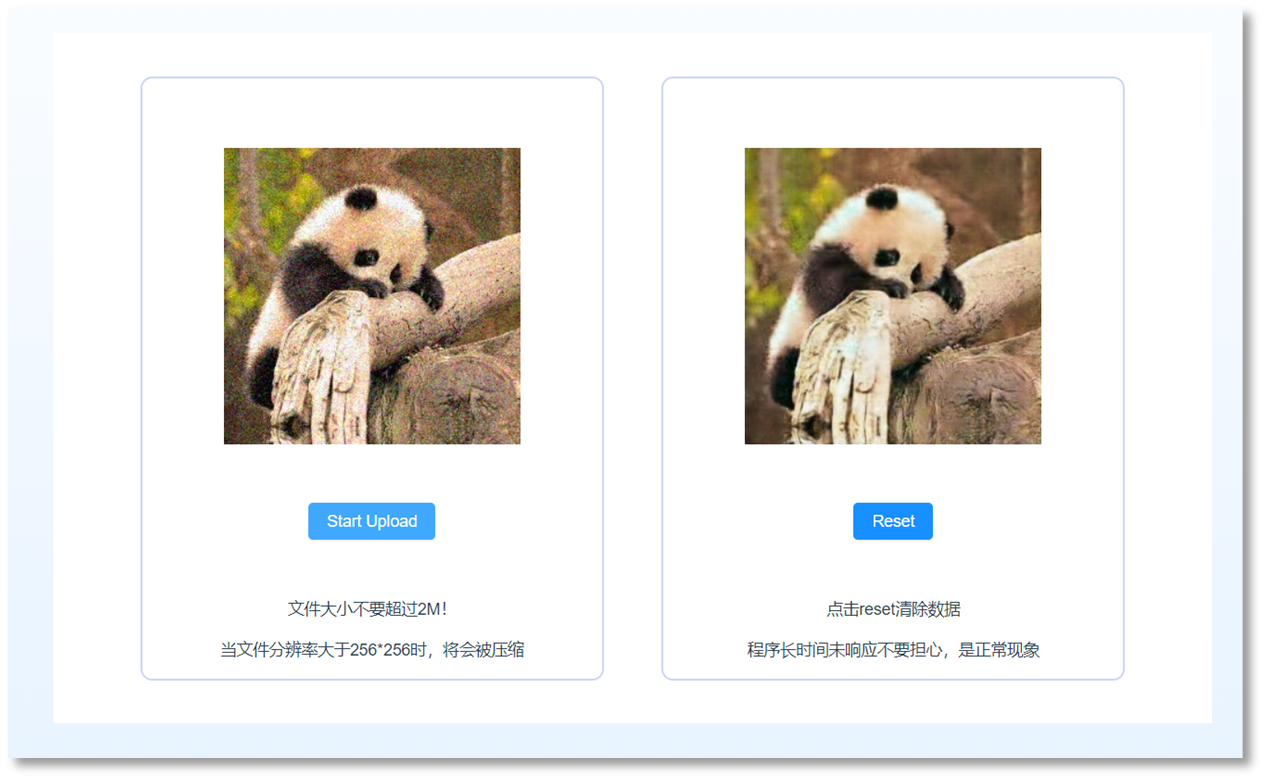 Start Upload
文件大小不要超过2M！
当文件分辨率大于256*256时，将会被压缩
Reset
点击reset清除数据
程序长时间未响应不要担心，是正常现象